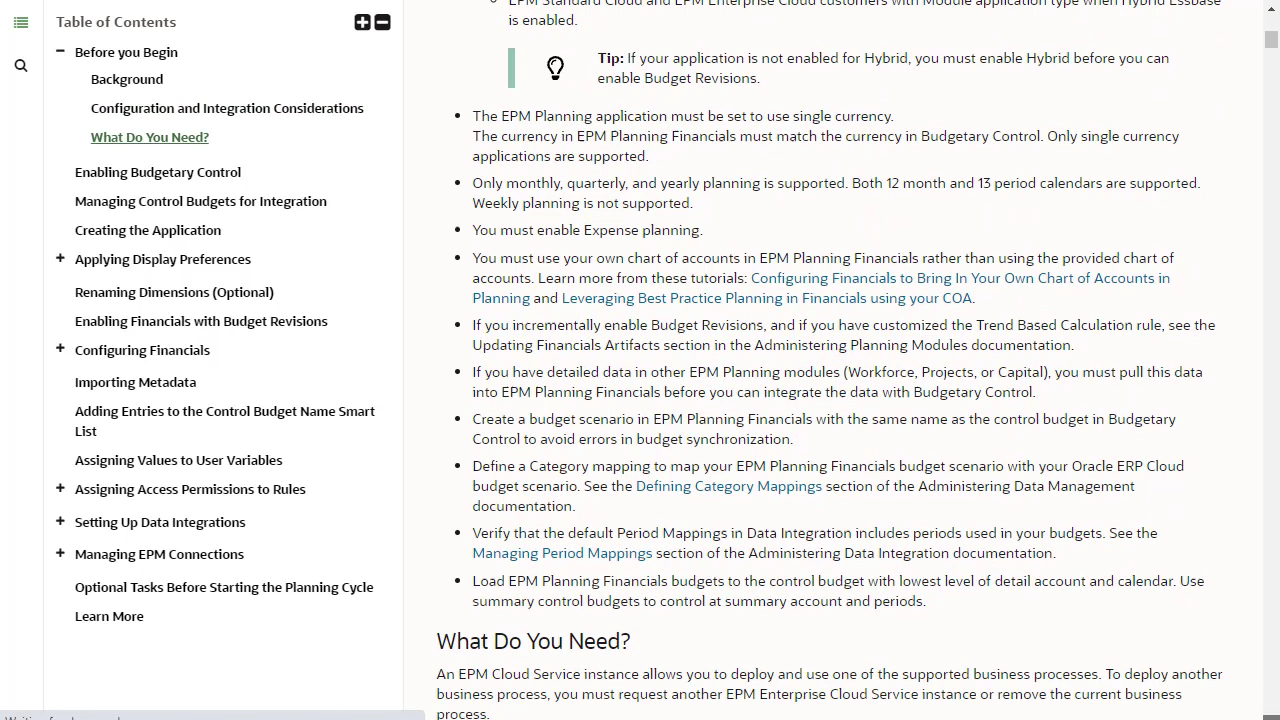 Table of Contents
Before you Begin
Background
Configuration and Integration Considerations
What Do You Need?
Enabling Budgetary Control
Managing Control Budgets for Integration
Creating the Application
Applying Display Preferences
Renaming Dimensions (Optional)
Enabling Financials with Budget Revisions
Configuring Financials
Importing Metadata
Adding Entries to the Control Budget Name Smart
List
Assigning Values to User Variables
Assigning Access Permissions to Rules
Setting Up Data Integrations
Managing EPM Connections
Optional Tasks Before Starting the Planning Cycle
Learn More
EPM Standard Cloud and EPM Enterprise Cloud customers with Module application type when Hybrid Essbase
is enabled.
Tip: If your application is not enabled for Hybrid, you must enable Hybrid before you can
enable Budget Revisions.
The EPM Planning application must be set to use single currency.
The currency in EPM Planning Financials must match the currency in Budgetary Control. Only single currency
applications are supported.
Only monthly, quarterly, and yearly planning is supported. Both 12 month and 13 period calendars are supported.
Weekly planning is not supported.
You must enable Expense planning.
You must use your own chart of accounts in EPM Planning Financials rather than using the provided chart of
accounts. Learn more from these tutorials: Configuring Financials to Bring In Your Own Chart of Accounts in
Planning and Leveraging Best Practice Planning in Financials using your COA.
If you incrementally enable Budget Revisions, and if you have customized the Trend Based Calculation rule, see the
Updating Financials Artifacts section in the Administering Planning Modules documentation.
If you have detailed data in other EPM Planning modules (Workforce, Projects, or Capital), you must pull this data
into EPM Planning Financials before you can integrate the data with Budgetary Control.
Create a budget scenario in EPM Planning Financials with the same name as the control budget in Budgetary
Control to avoid errors in budget synchronization.
Define a Category mapping to map your EPM Planning Financials budget scenario with your Oracle ERP Cloud
budget scenario. See the Defining Category Mappings section of the Administering Data Management
documentation.
Verify that the default Period Mappings in Data Integration includes periods used in your budgets. See the
Managing Period Mappings section of the Administering Data Integration documentation.
Load EPM Planning Financials budgets to the control budget with lowest level of detail account and calendar. Use
summary control budgets to control at summary account and periods.
What Do You Need?
An EPM Cloud Service instance allows you to deploy and use one of the supported business processes. To deploy another
business process, you must request another EPM Enterprise Cloud Service instance or remove the current business
process.